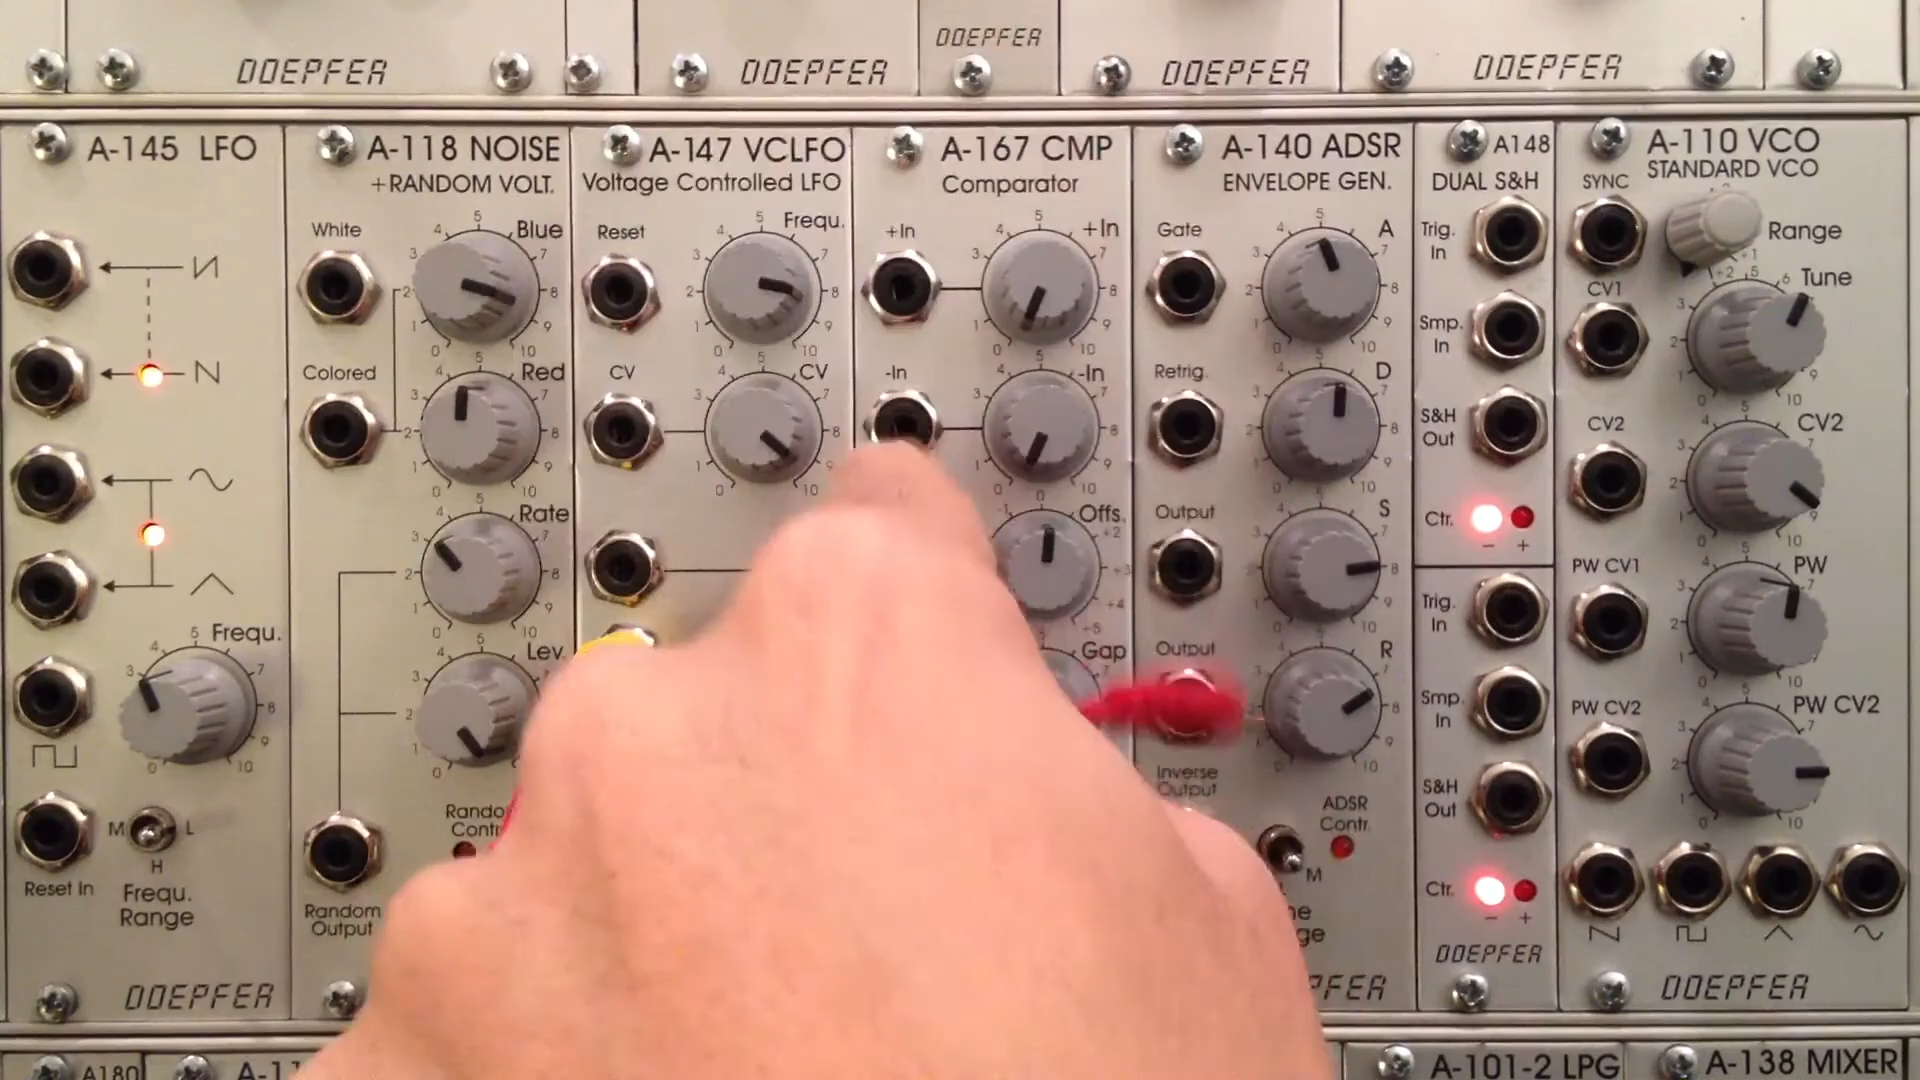 DOEPFER
DOEPFER
DOEPFER
DOEPFER
DOEPFER
A-145 LFO
Frequ.
M
L
H
Reset In
Frequ.
Range
DOEPFER
A-118 NOISE
+RANDOM VOLT.
White
Blue
Colored
Red
Rate
Lev.
Random
Output
A-147 VCLFO
Voltage Controlled LFO
Reset
Frequ.
CV
CV
A-167 CMP
Comparator
+In
+In
-In
-In
Offs.
Gap
A-140 ADSR
ENVELOPE GEN.
Gate
A
Retrig.
D
Output
S
Output
R
Inverse
Output
ADSR
Contr.
M
A148
DUAL S&H
Trig.
In
Smp.
In
S&H
Out
Ctr.
- +
Trig.
In
Smp.
In
S&H
Out
Ctr.
- +
DOEPFER
A-110 VCO
STANDARD VCO
SYNC
Range
CV1
Tune
CV2
CV2
PW CV1
PW
PW CV2
PW CV2
DOEPFER
A180
A-101-2 LPG
A-138 MIXER